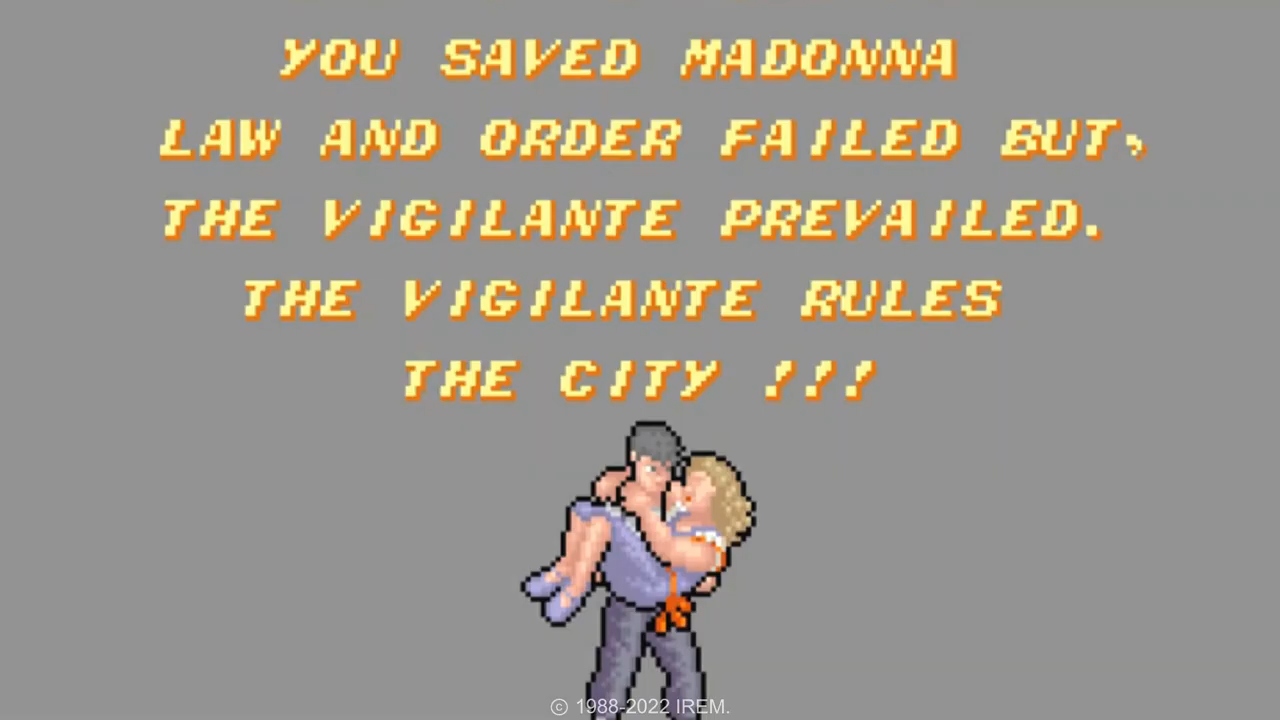 YOU SAVED MADONNA
LAW AND ORDER FAILED BUT,
THE VIGILANTE PREVAILED.
THE VIGILANTE RULES
THE CITY !!!
© 1988-2022 IREM.